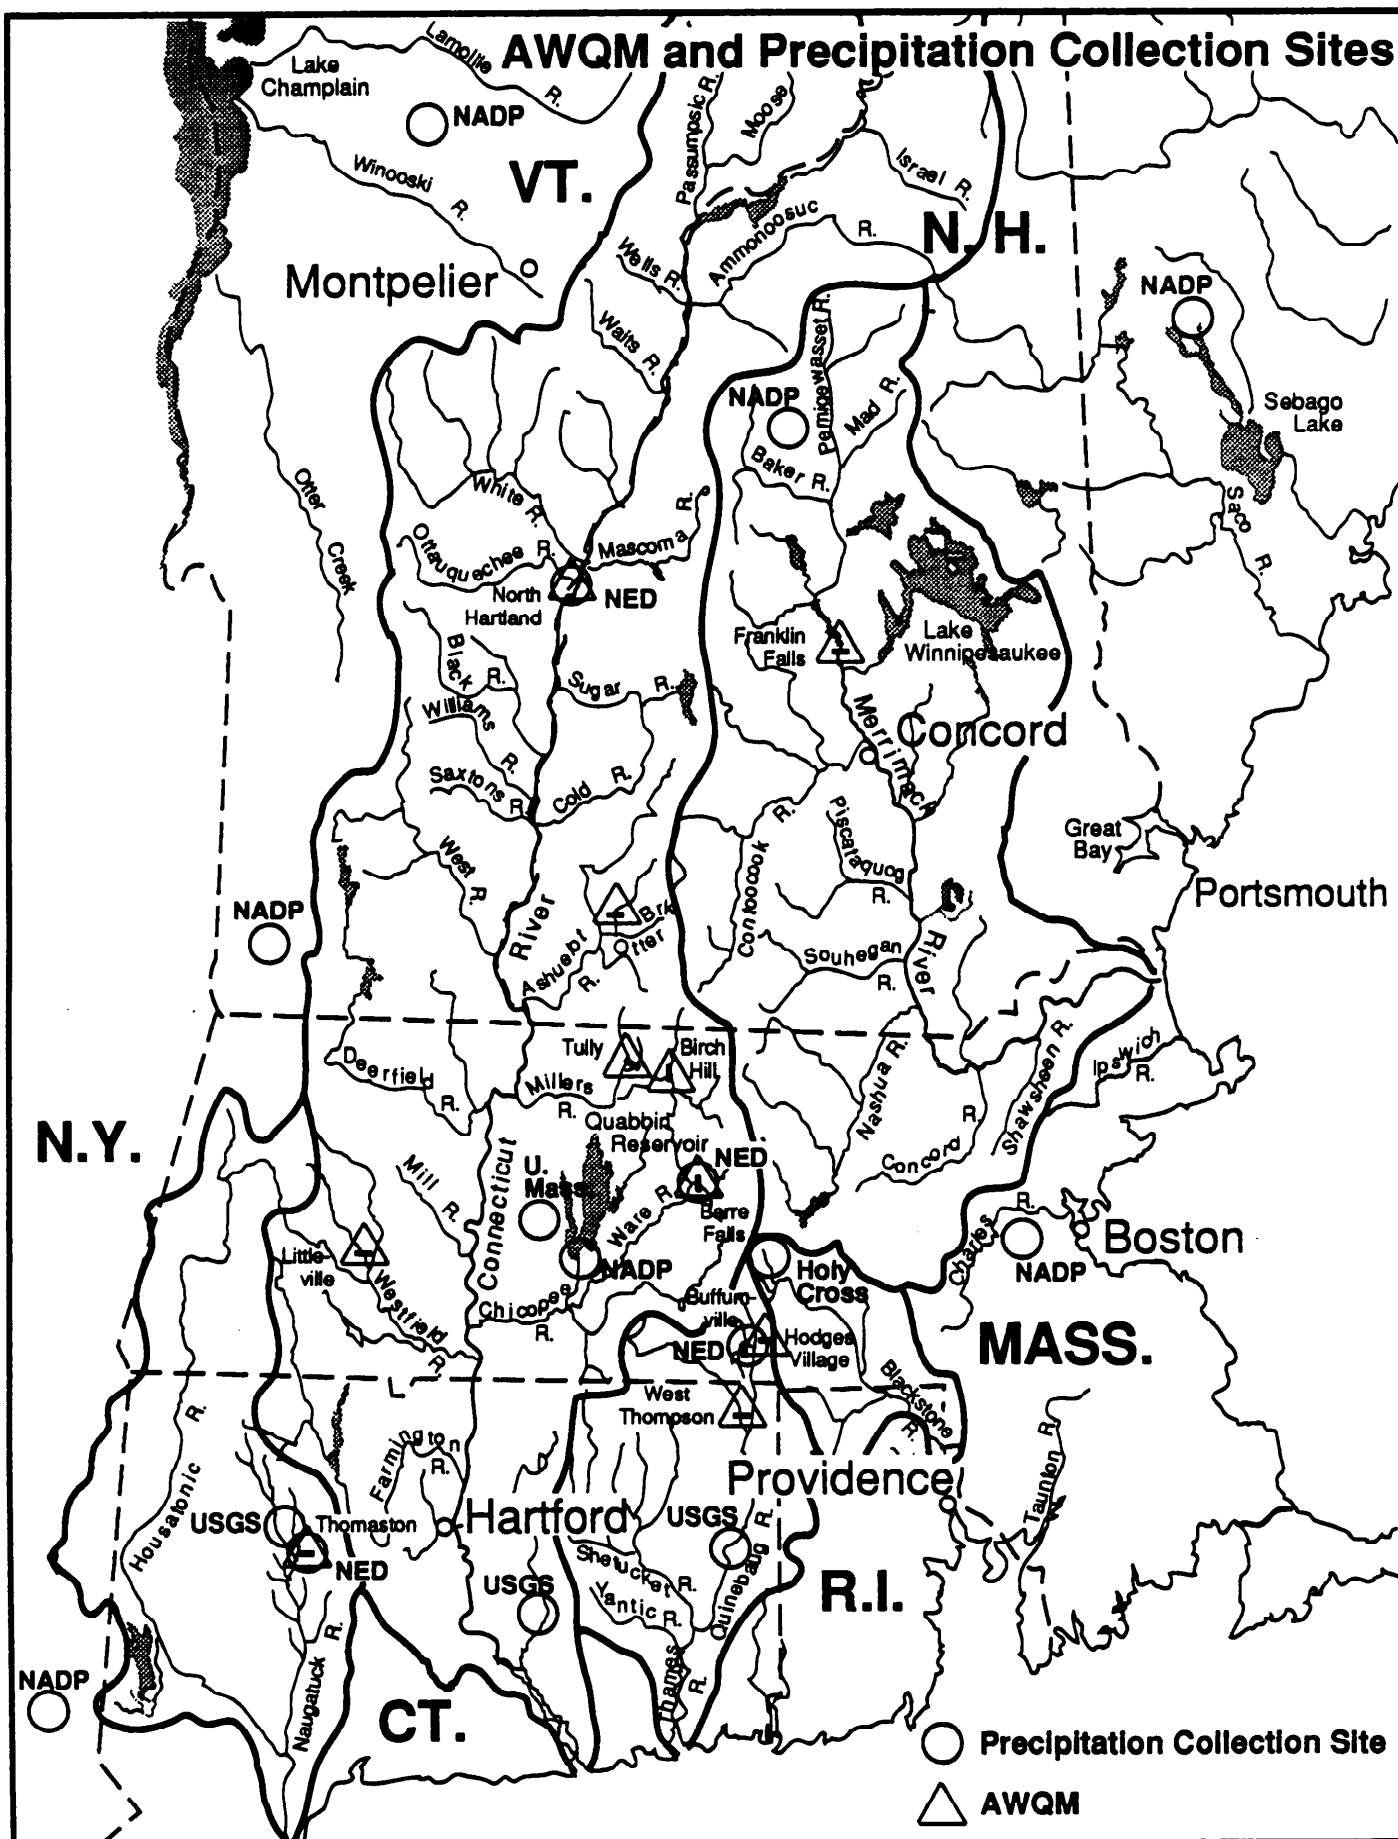 AWQM and Precipitation Collection Sites
Lamoille
R.
Lake
Champlain
NADP
Winooski
R.
VT.
Passumpsic R.
Moose
Israel R.
N.H.
Ammonoosuc
R.
Wells R.
Montpelier
NADP
Waits R.
Pemigewasset R.
NADP
Mad R.
Sebago
Lake
Baker R.
Otter
Creek
White R.
Saco
R.
Ottauquechee R.
Mascoma
R.
North
Hartland
NED
Franklin
Falls
Lake
Winnipesaukee
Black
R.
Sugar R.
Williams
R.
Merrimack
Concord
Saxtons R.
Cold R.
Piscataquog
R.
Great
Bay
West R.
Contoocook
R.
Portsmouth
NADP
River
Brk
Otter
Ashuelot
R.
Souhegan
R.
River
Tully
Birch
Hill
Deerfield
R.
Millers
R.
Nashua R.
Shawsheen R.
Ipswich
R.
N.Y.
Quabbin
Reservoir
Concord
R.
Mill R.
Connecticut
U.
Mass.
NED
Ware R.
Barre
Falls
Charles
R.
Boston
NADP
Little-
ville
Westfield
R.
NADP
Holy
Cross
Chicopee
R.
Buffum-
ville
NED
Hodges
Village
MASS.
Blackstone
R.
West
Thompson
Housatonic
R.
Farmington
R.
Providence
Taunton R.
USGS
Thomaston
NED
Hartford
USGS
Quinebaug R.
Shetucket R.
Yantic R.
USGS
R.I.
NADP
Naugatuck R.
Thames
R.
CT.
Precipitation Collection Site
AWQM